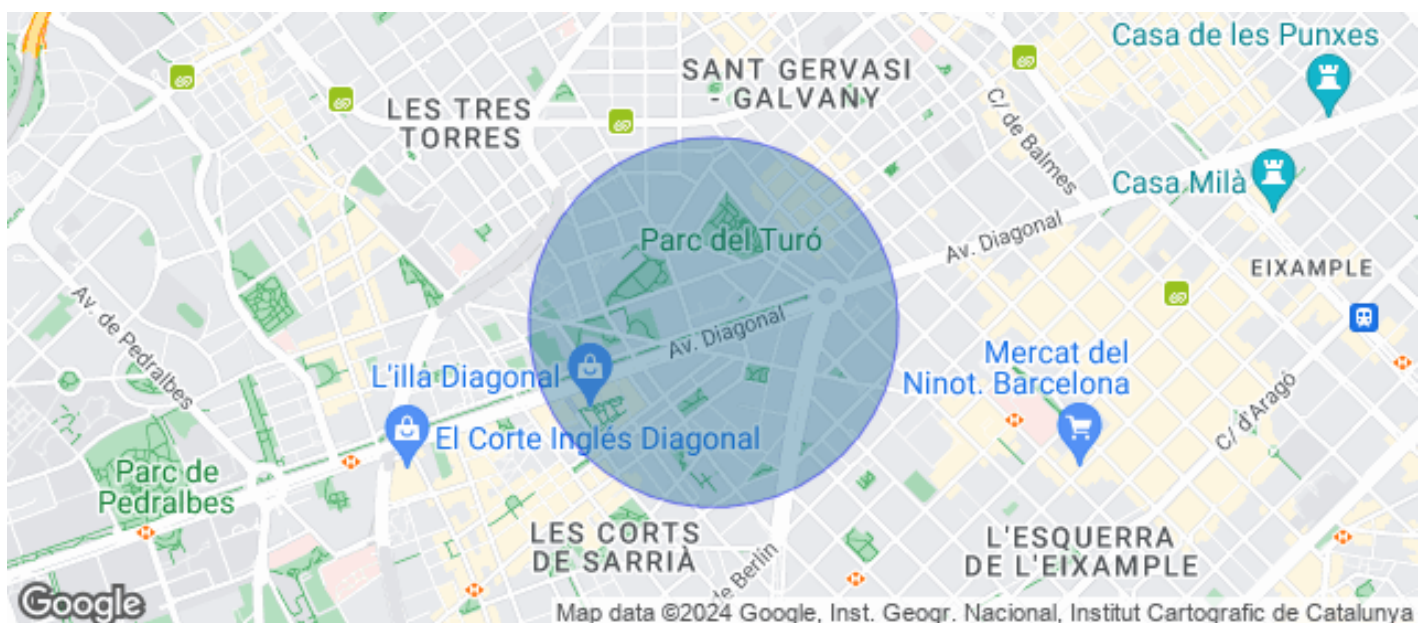 Casa de les Punxes
SANT GERVASI
- GALVANY
LES TRES
TORRES
C/ de Balmes
Casa Milà
Parc del Turó
Av. Diagonal
EIXAMPLE
Av. de Pedralbes
Av. Diagonal
L'illa Diagonal
Mercat del
Ninot. Barcelona
C/ d'Aragó
El Corte Inglés Diagonal
Parc de
Pedralbes
LES CORTS
DE SARRIÀ
L'ESQUERRA
DE L'EIXAMPLE
de Berlín
Google
Map data ©2024 Google, Inst. Geogr. Nacional, Institut Cartografic de Catalunya